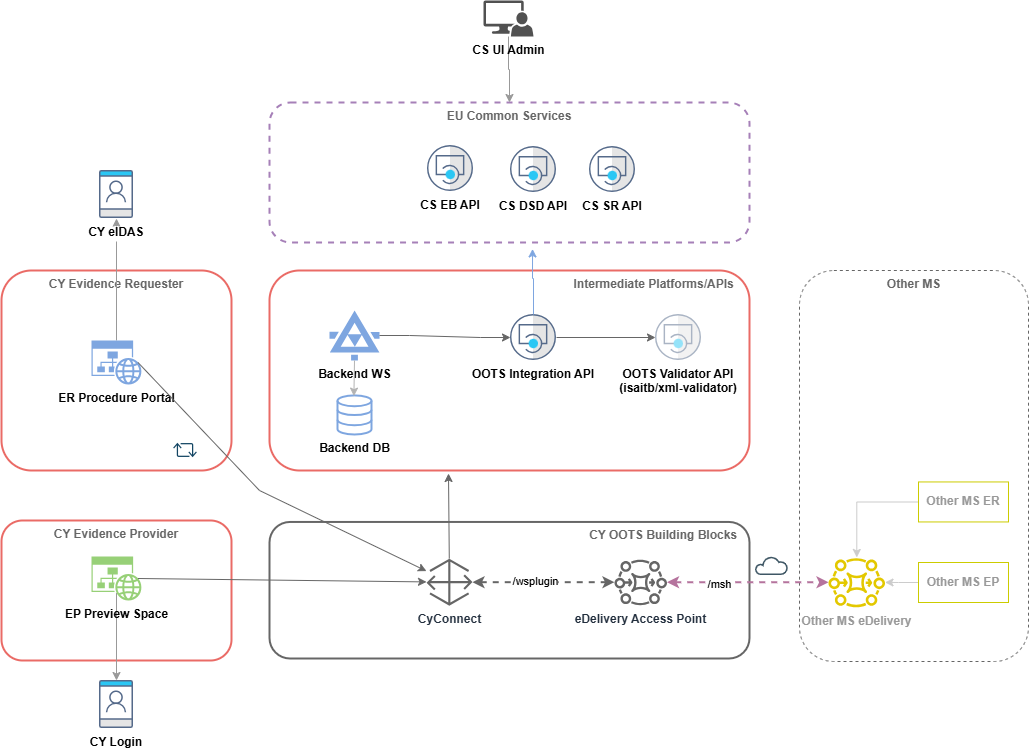 CS UI Admin
EU Common Services
CS EB API
CS DSD API
CS SR API
CY eIDAS
CY Evidence Requester
Intermediate Platforms/APIs
Other MS
Backend WS
OOTS Integration API
OOTS Validator API
(isaitb/xml-validator)
ER Procedure Portal
Backend DB
Other MS ER
CY Evidence Provider
CY OOTS Building Blocks
/wsplugin
/msh
Other MS EP
EP Preview Space
CyConnect
eDelivery Access Point
Other MS eDelivery
CY Login